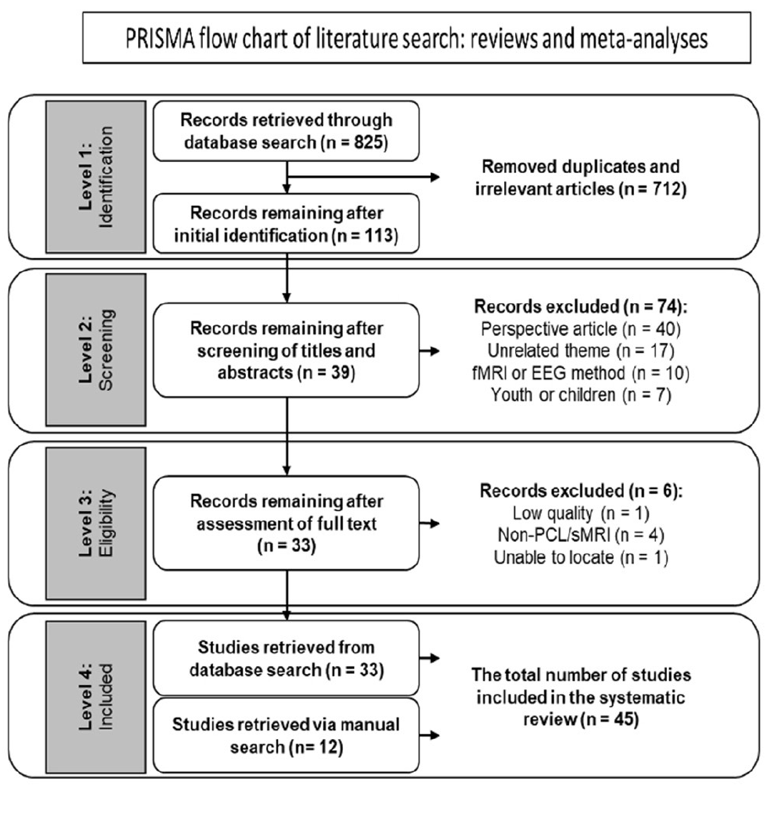 PRISMA flow chart of literature search: reviews and meta-analyses
Level 1:
Identification
Records retrieved through
database search (n = 825)
Removed duplicates and
irrelevant articles (n = 712)
Records remaining after
initial identification (n = 113)
Level 2:
Screening
Records remaining after
screening of titles and
abstracts (n = 39)
Records excluded (n = 74):
Perspective article (n = 40)
Unrelated theme (n = 17)
fMRI or EEG method (n = 10)
Youth or children (n = 7)
Level 3:
Eligibility
Records remaining after
assessment of full text
(n = 33)
Records excluded (n = 6):
Low quality (n = 1)
Non-PCL/sMRI (n = 4)
Unable to locate (n = 1)
Level 4:
Included
Studies retrieved from
database search (n = 33)
Studies retrieved via manual
search (n= 12)
The total number of studies
included in the systematic
review (n = 45)